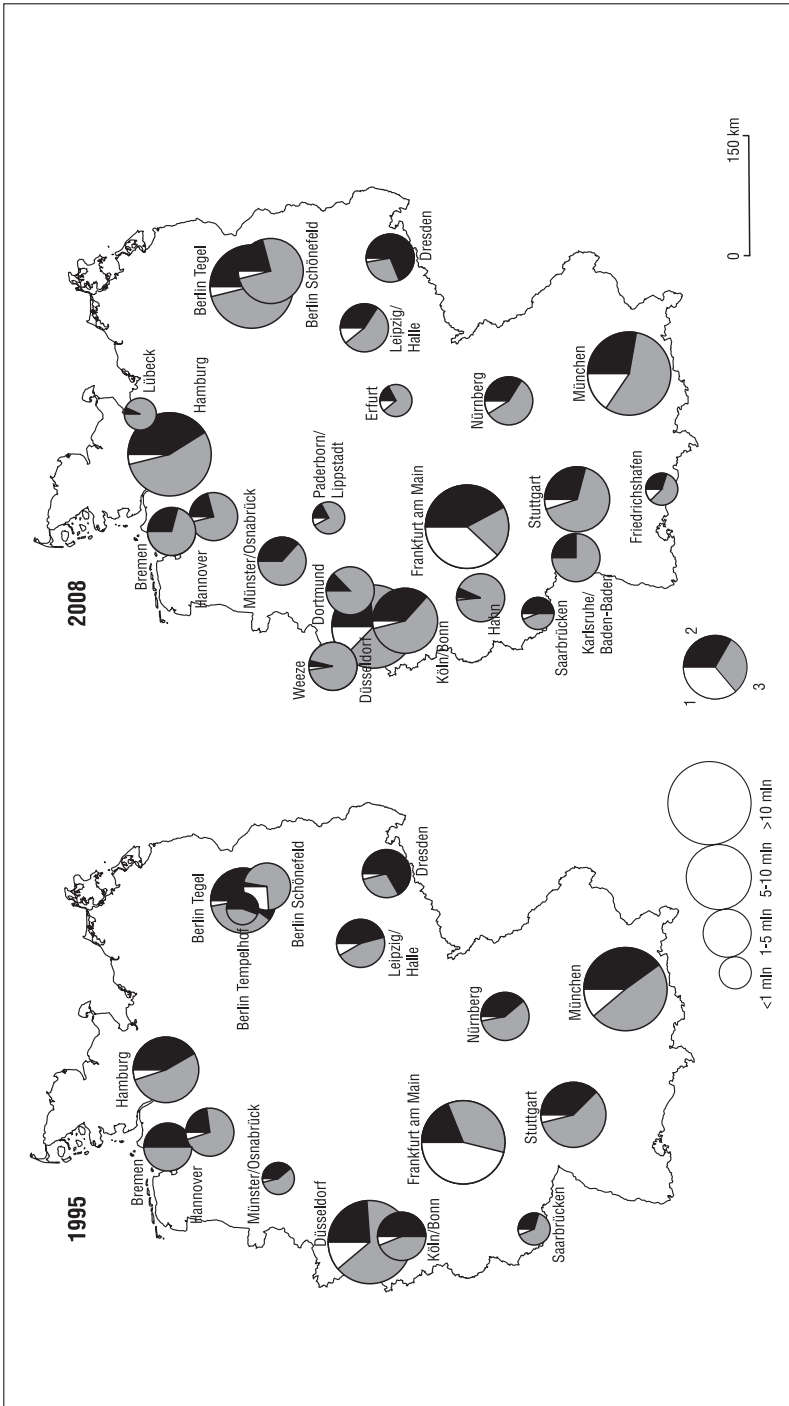 1995
Hamburg
Bremen
Hannover
Münster/Osnabrück
Berlin Tegel
Berlin Tempelhof
Berlin Schönefeld
Düsseldorf
Köln/Bonn
Leipzig/
Halle
Dresden
Frankfurt am Main
Nürnberg
Saarbrücken
Stuttgart
München
2008
Lübeck
Hamburg
Bremen
Hannover
Münster/Osnabrück
Berlin Tegel
Berlin Schönefeld
Paderborn/
Lippstadt
Dortmund
Weeze
Düsseldorf
Köln/Bonn
Leipzig/
Halle
Dresden
Erfurt
Hahn
Frankfurt am Main
Nürnberg
Saarbrücken
Karlsruhe/
Baden-Baden
Stuttgart
München
Friedrichshafen
<1 mln 1-5 mln 5-10 mln >10 mln
1
2
3
0 150 km